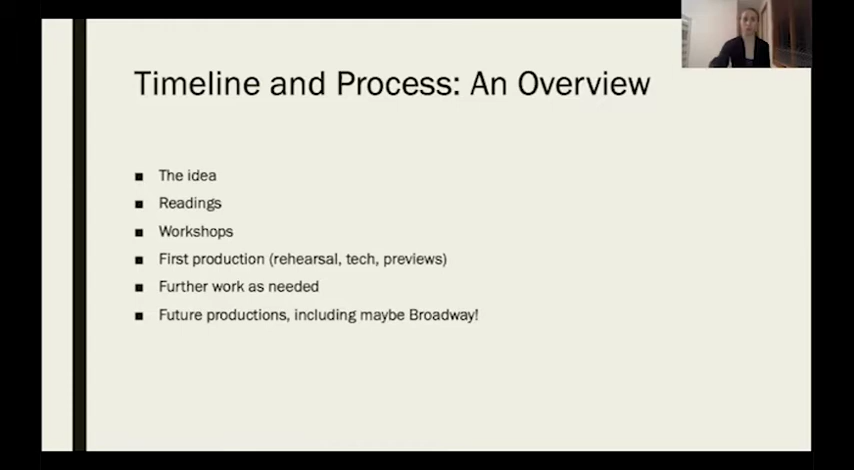 Timeline and Process: An Overview
■ The idea
■ Readings
■ Workshops
■ First production (rehearsal, tech, previews)
■ Further work as needed
■ Future productions, including maybe Broadway!